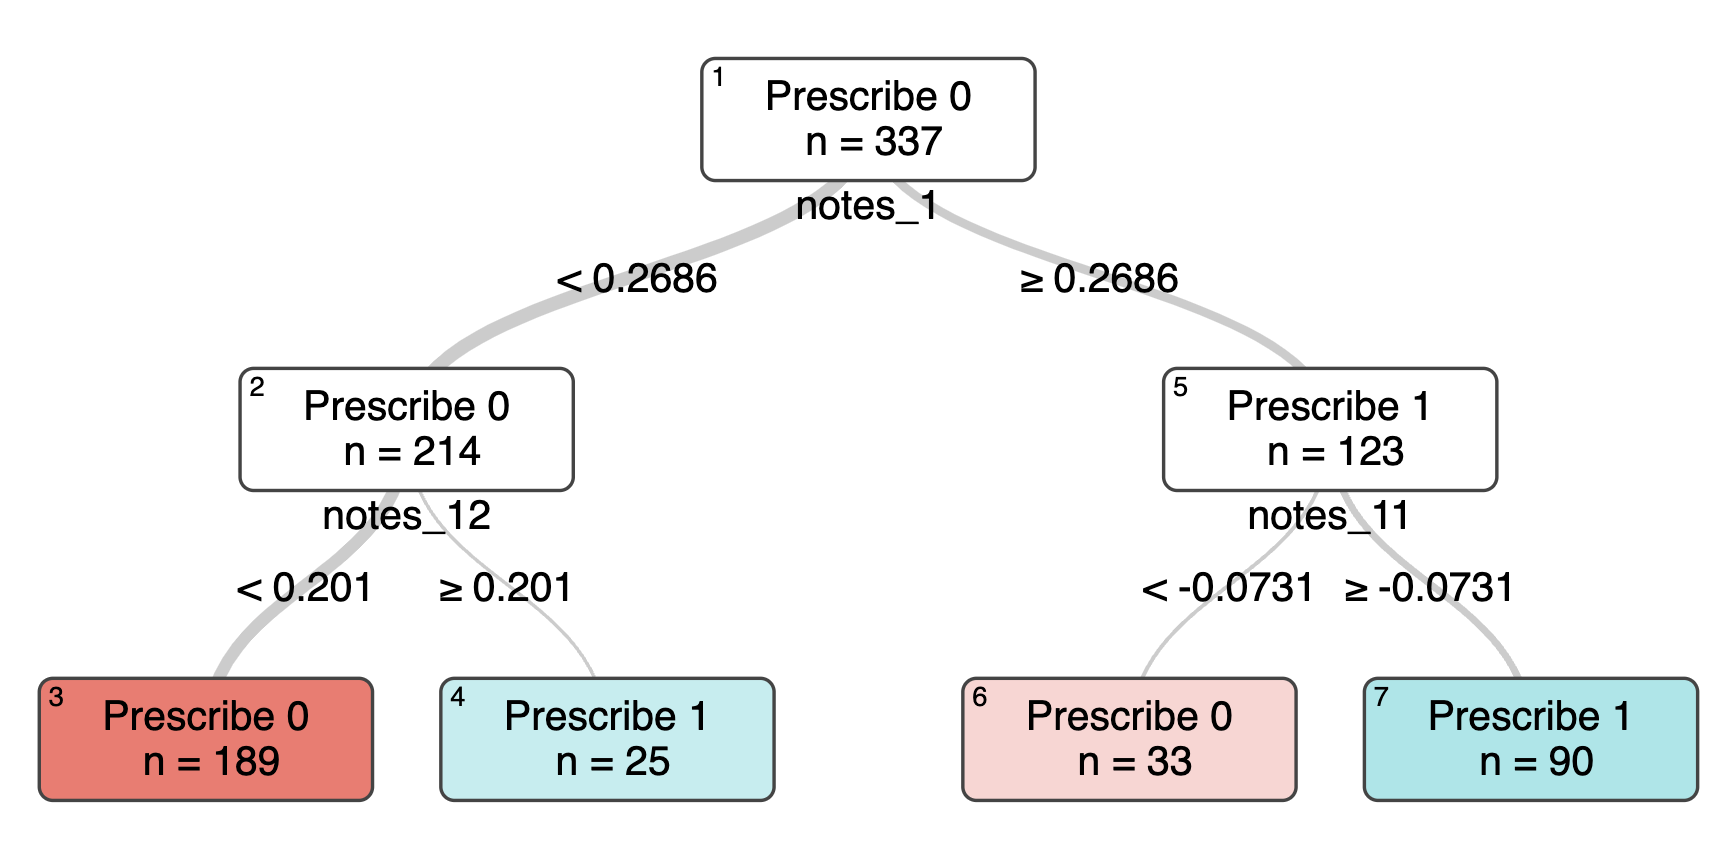 1
Prescribe 0
n = 337
notes_1
< 0.2686
≥ 0.2686
2
Prescribe 0
n = 214
notes_12
5
Prescribe 1
n = 123
notes_11
< 0.201
≥ 0.201
< -0.0731
≥ -0.0731
3
Prescribe 0
n = 189
4
Prescribe 1
n = 25
6
Prescribe 0
n = 33
7
Prescribe 1
n = 90